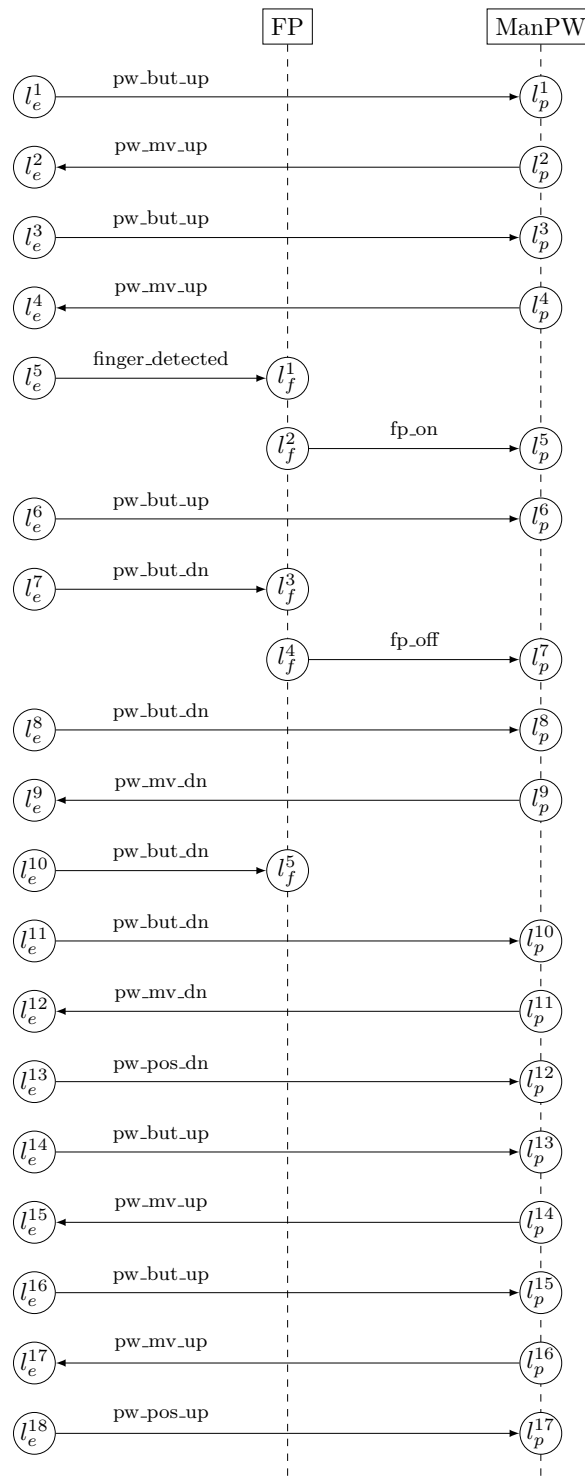 FP ManPW
l_e^1 pw_but_up l_p^1
l_e^2 pw_mv_up l_p^2
l_e^3 pw_but_up l_p^3
l_e^4 pw_mv_up l_p^4
l_e^5 finger_detected l_f^1
l_f^2 fp_on l_p^5
l_e^6 pw_but_up l_p^6
l_e^7 pw_but_dn l_f^3
l_f^4 fp_off l_p^7
l_e^8 pw_but_dn l_p^8
l_e^9 pw_mv_dn l_p^9
l_e^10 pw_but_dn l_f^5
l_e^11 pw_but_dn l_p^10
l_e^12 pw_mv_dn l_p^11
l_e^13 pw_pos_dn l_p^12
l_e^14 pw_but_up l_p^13
l_e^15 pw_mv_up l_p^14
l_e^16 pw_but_up l_p^15
l_e^17 pw_mv_up l_p^16
l_e^18 pw_pos_up l_p^17